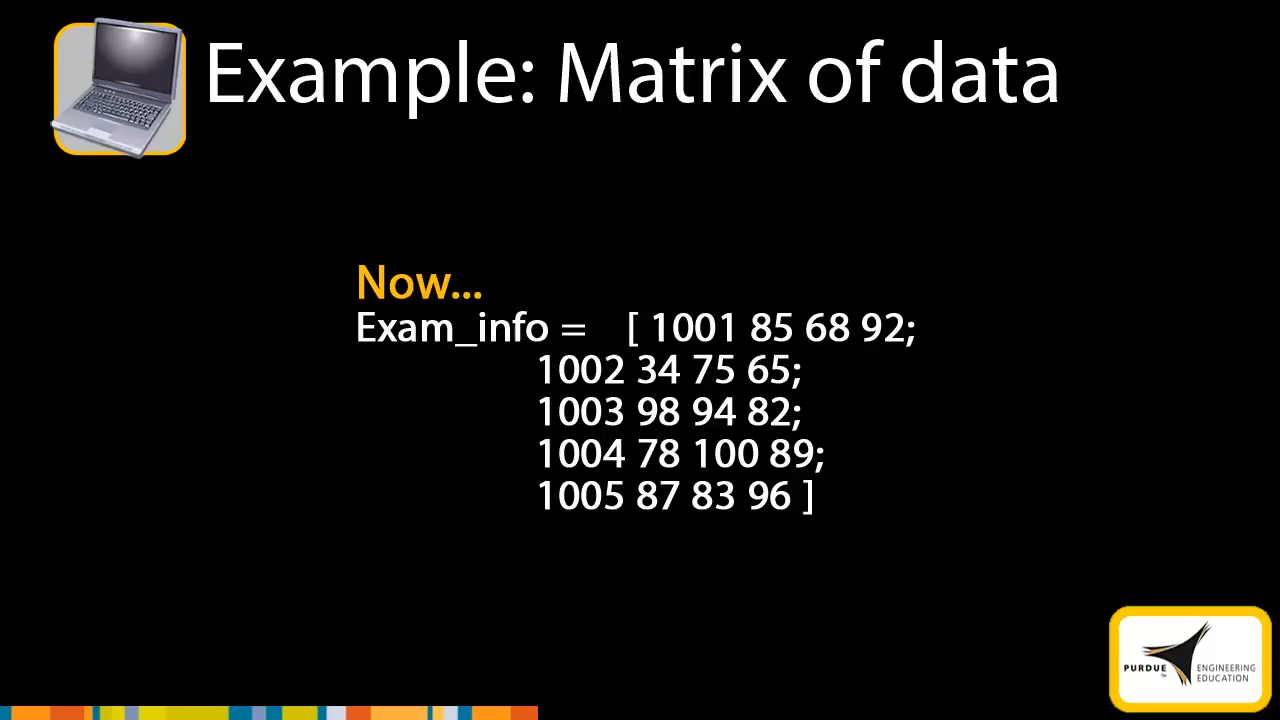 Example: Matrix of data
Now...
Exam_info = [ 1001 85 68 92;
1002 34 75 65;
1003 98 94 82;
1004 78 100 89;
1005 87 83 96 ]
PURDUE
TM
ENGINEERING
EDUCATION